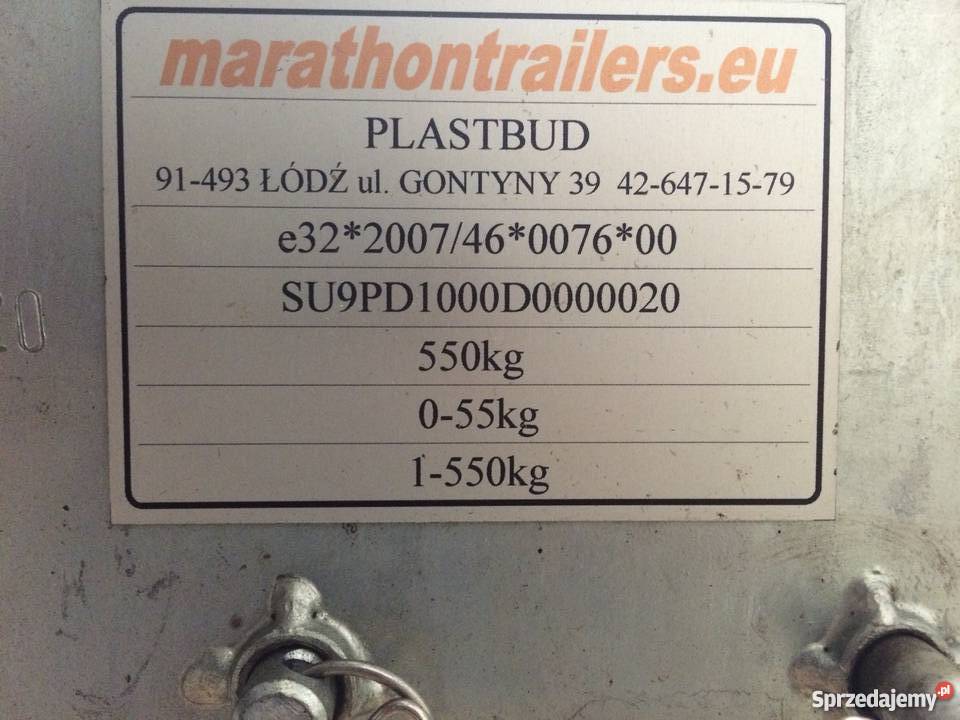 marathontrailers.eu
PLASTBUD
91-493 ŁÓDŹ ul. GONTYNY 39 42-647-15-79
e32*2007/46*0076*00
SU9PD1000D0000020
20
550kg
0-55kg
1-550kg
Sprzedajemy.pl